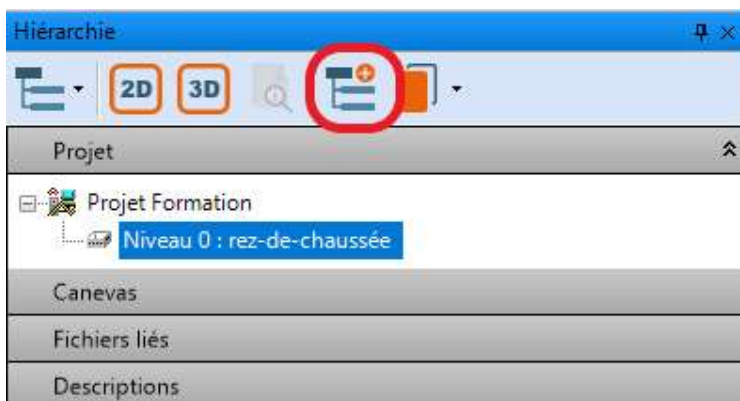 Hiérarchie
2D 3D
Projet
Projet Formation
Niveau 0 : rez-de-chaussée
Canevas
Fichiers liés
Descriptions